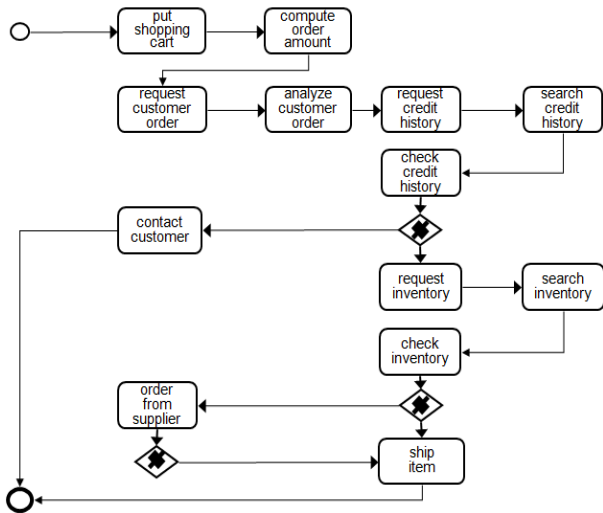 put
shopping
cart
compute
order
amount
request
customer
order
analyze
customer
order
request
credit
history
search
credit
history
check
credit
history
contact
customer
request
inventory
search
inventory
check
inventory
order
from
supplier
ship
item